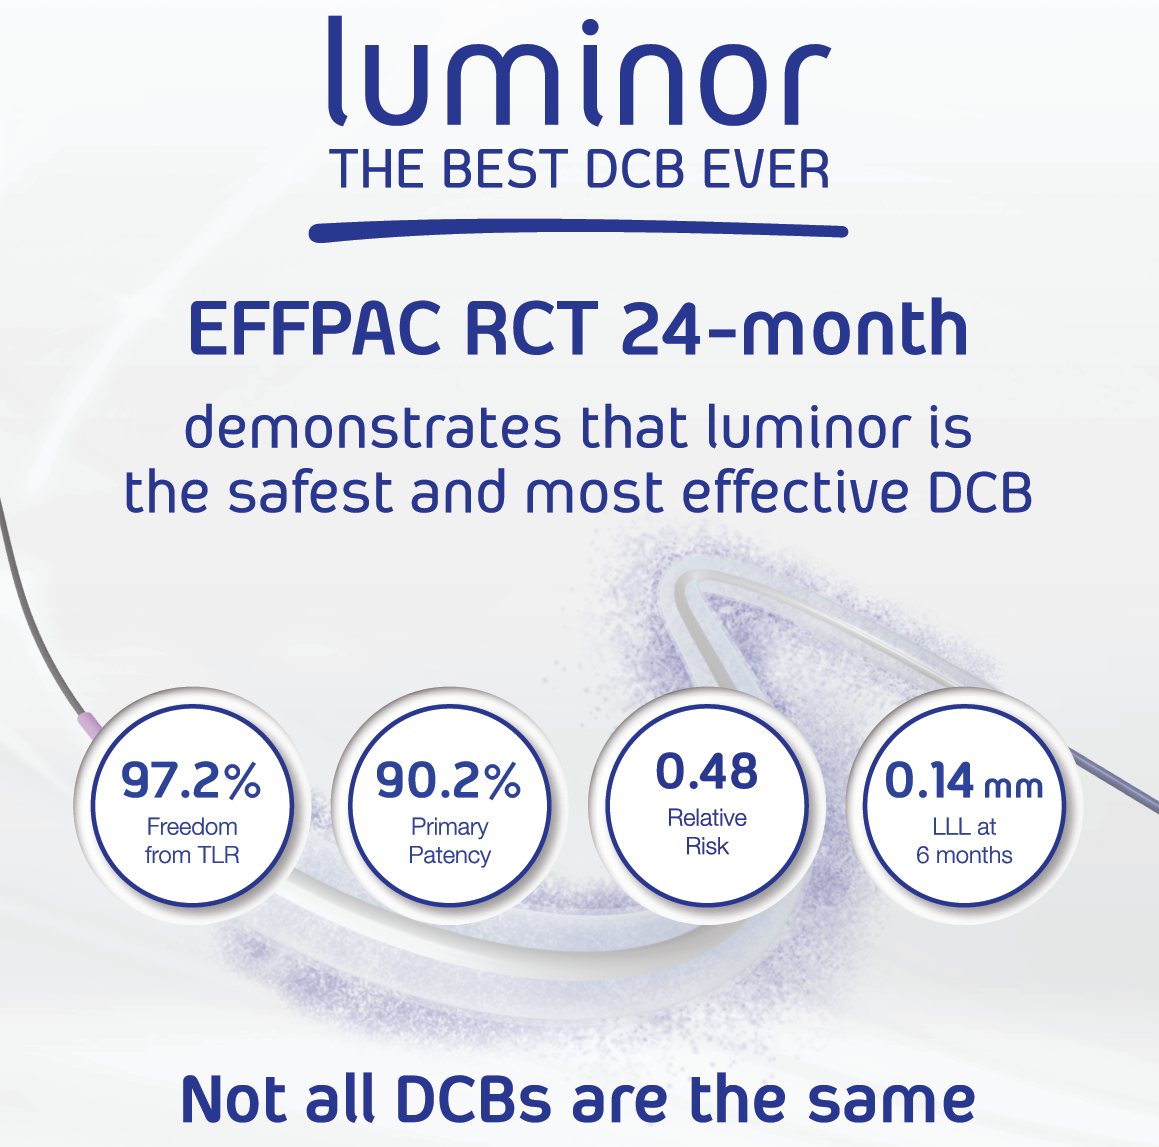 luminor
THE BEST DCB EVER
EFFPAC RCT 24-month
demonstrates that luminor is
the safest and most effective DCB
97.2%
Freedom
from TLR
90.2%
Primary
Patency
0.48
Relative
Risk
0.14 mm
LLL at
6 months
Not all DCBs are the same